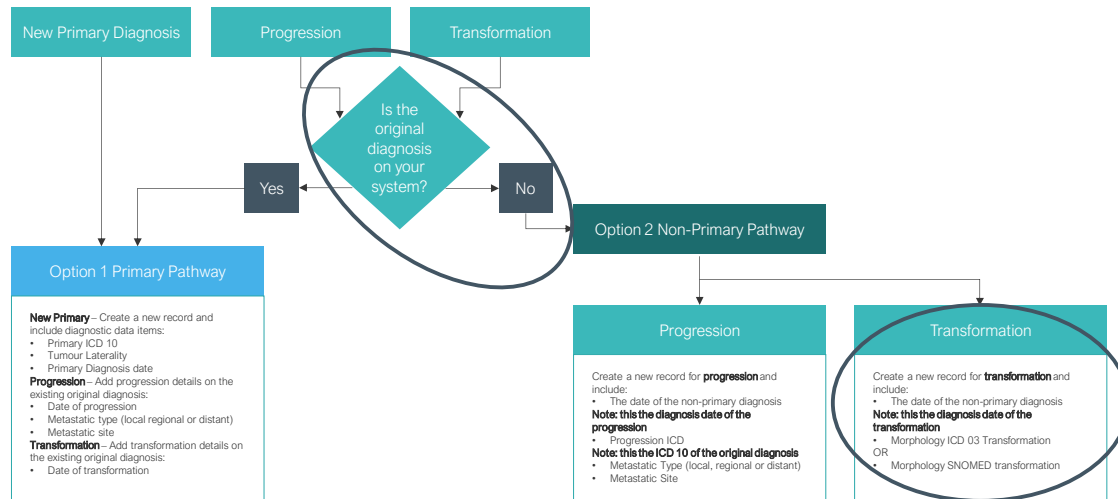 New Primary Diagnosis
Progression
Transformation
Is the
original
diagnosis
on your
system?
Yes
No
Option 2 Non-Primary Pathway
Option 1 Primary Pathway
New Primary – Create a new record and
include diagnostic data items:
• Primary ICD 10
• Tumour Laterality
• Primary Diagnosis date
Progression – Add progression details on the
existing original diagnosis:
• Date of progression
• Metastatic type (local regional or distant)
• Metastatic site
Transformation – Add transformation details on
the existing original diagnosis:
• Date of transformation
Progression
Create a new record for progression and
include:
• The date of the non-primary diagnosis
Note: this the diagnosis date of the
progression
• Progression ICD
Note: this the ICD 10 of the original diagnosis
• Metastatic Type (local, regional or distant)
• Metastatic Site
Transformation
Create a new record for transformation and
include:
• The date of the non-primary diagnosis
Note: this the diagnosis date of the
transformation
• Morphology ICD 03 Transformation
OR
• Morphology SNOMED transformation